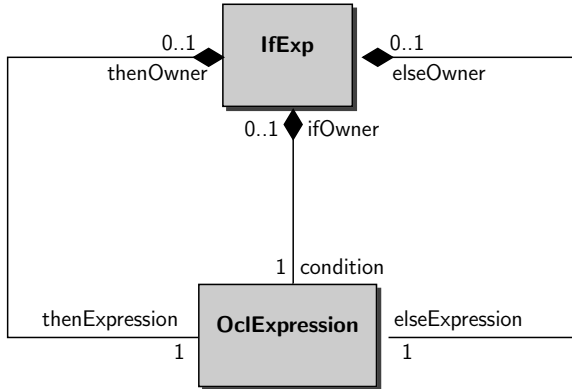 0..1
IfExp
0..1
thenOwner
elseOwner
0..1
ifOwner
1
condition
thenExpression
OclExpression
elseExpression
1
1